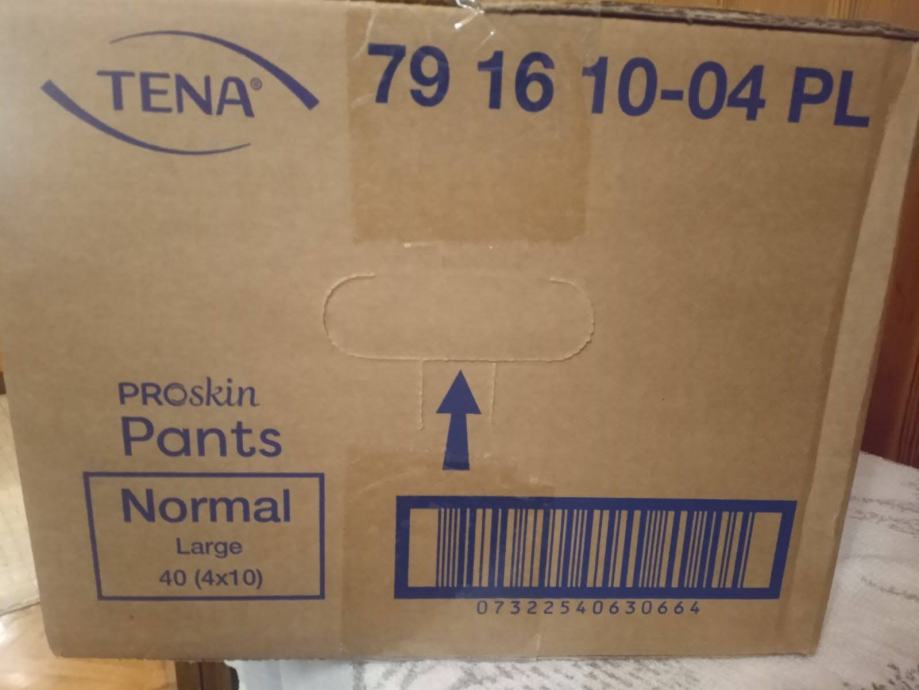 TENA®
79 16 10-04 PL
PROskin
Pants
Normal
Large
40 (4x10)
07322540630664